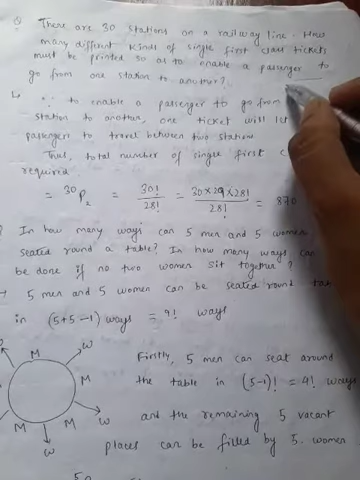 Q There are 30 stations on a railway line. How
many different kinds of single first class tickets
must be printed so as to enable a passenger to
go from one station to another?
∵ to enable a passenger to go from
station to another, one ticket will
passenger to travel between two station
Thus, total number of single first
required
= ³⁰P₂ = 30!/28! = 30×29×28!/28! = 870
In how many ways can 5 men and 5 women
seated round a table? In how many ways can
be done if no two women sit together?
5 men and 5 women can be seated round
in (5+5-1) ways = 9! ways
Firstly, 5 men can seat around
the table in (5-1)! = 4! ways
and the remaining 5 vacant
places can be filled by 5 women
M W
M
W
M M
W